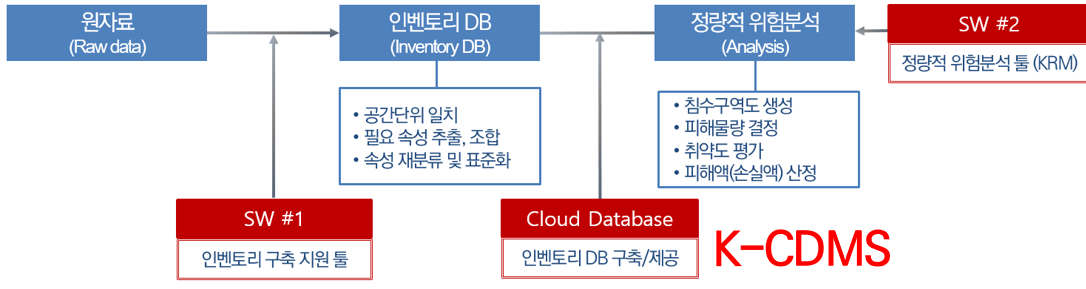 원자료
(Raw data)
인벤토리 DB
(Inventory DB)
정량적 위험분석
(Analysis)
SW #2
정량적 위험분석 툴 (KRM)
• 공간단위 일치
• 필요 속성 추출, 조합
• 속성 재분류 및 표준화
• 침수구역도 생성
• 피해물량 결정
• 취약도 평가
• 피해액(손실액) 산정
SW #1
인벤토리 구축 지원 툴
Cloud Database
인벤토리 DB 구축/제공
K-CDMS